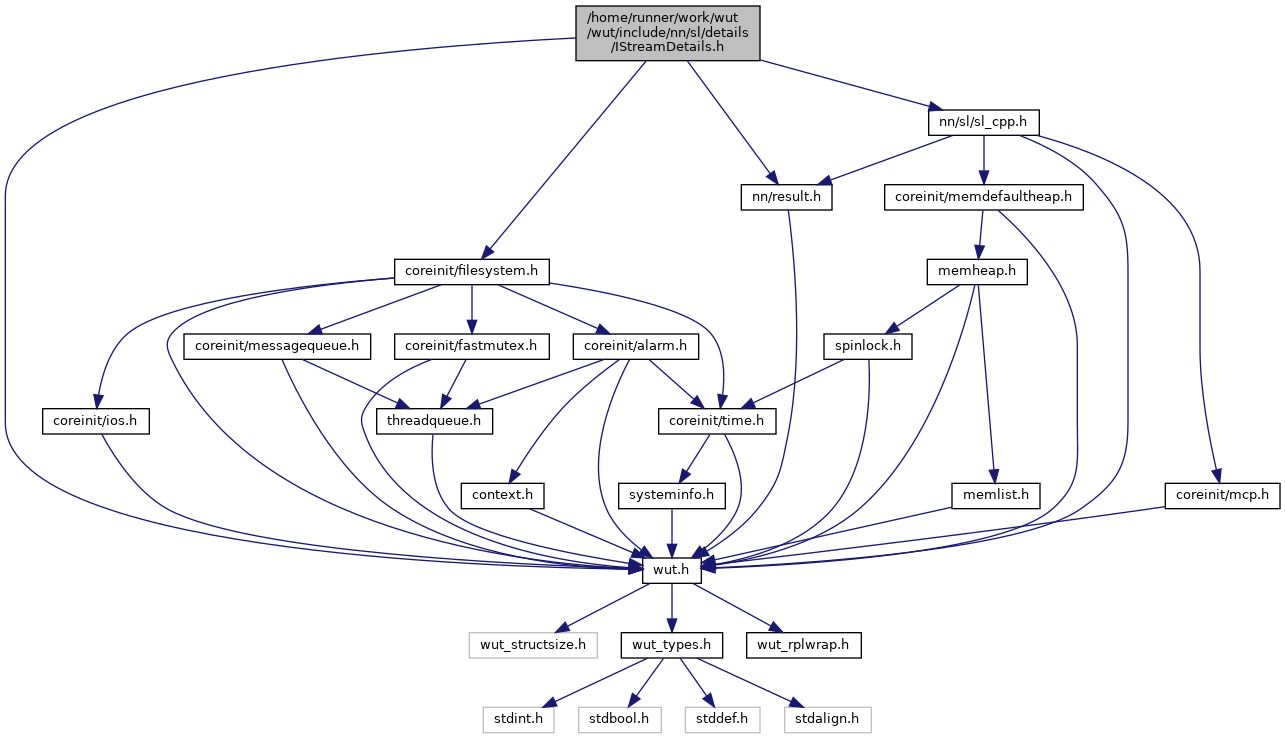 /home/runner/work/wut
/wut/include/nn/sl/details
/IStreamDetails.h
nn/sl/sl_cpp.h
nn/result.h
coreinit/memdefaultheap.h
coreinit/filesystem.h
memheap.h
coreinit/messagequeue.h
coreinit/fastmutex.h
coreinit/alarm.h
spinlock.h
coreinit/ios.h
threadqueue.h
coreinit/time.h
context.h
systeminfo.h
memlist.h
coreinit/mcp.h
wut.h
wut_structsize.h
wut_types.h
wut_rplwrap.h
stdint.h
stdbool.h
stddef.h
stdalign.h